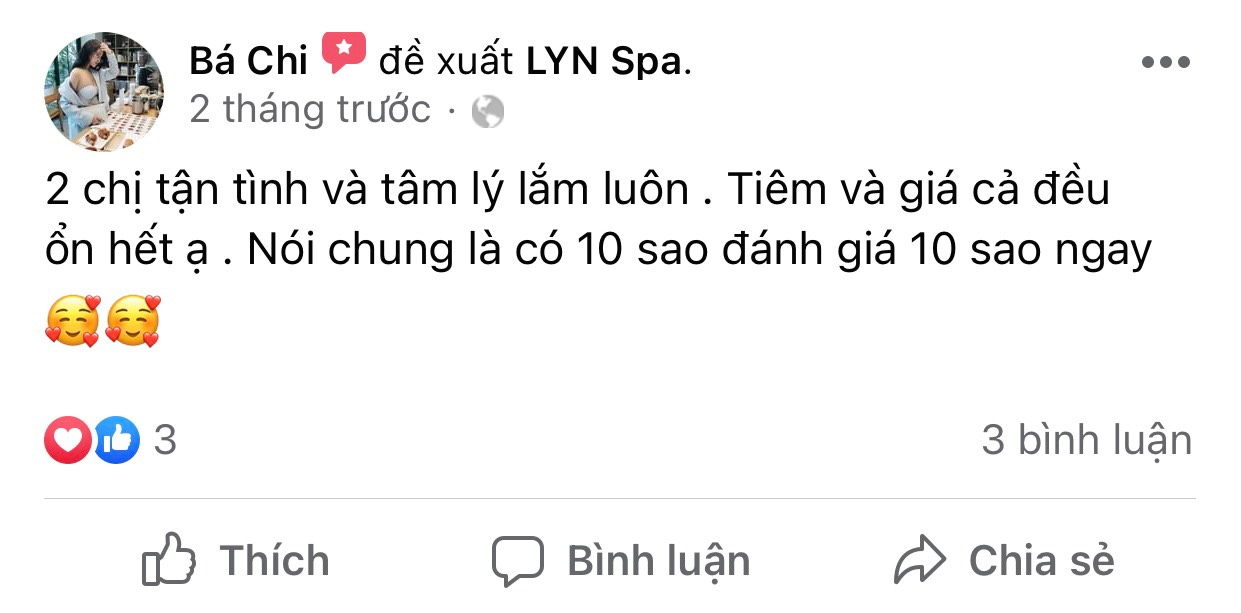 Bá Chi đề xuất LYN Spa.
2 tháng trước ·
2 chị tận tình và tâm lý lắm luôn . Tiêm và giá cả đều
ổn hết ạ . Nói chung là có 10 sao đánh giá 10 sao ngay
🥰🥰
3
3 bình luận
Thích
Bình luận
Chia sẻ